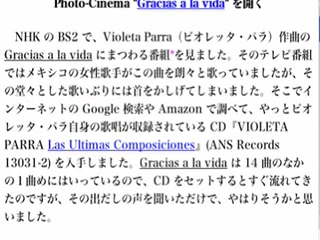 Photo-Cinema "Gracias a la vida" を開く
NHK の BS2 で、Violeta Parra（ビオレッタ・パラ）作曲の
Gracias a la vida にまつわる番組*を見ました。そのテレビ番組
ではメキシコの女性歌手がこの曲を朗々と歌っていましたが、そ
の堂々とした歌いぶりには首をかしげてしまいました。そこでイ
ンターネットの Google 検索や Amazon で調べて、やっとビオ
レッタ・パラ自身の歌唱が収録されている CD『VIOLETA
PARRA Las Ultimas Composiciones』(ANS Records
13031-2) を入手しました。Gracias a la vida は 14 曲のなか
の1曲めにはいっているので、CD をセットするとすぐ流れてき
たのですが、その出だしの声を聞いただけで、やはりそうかと思
いました。